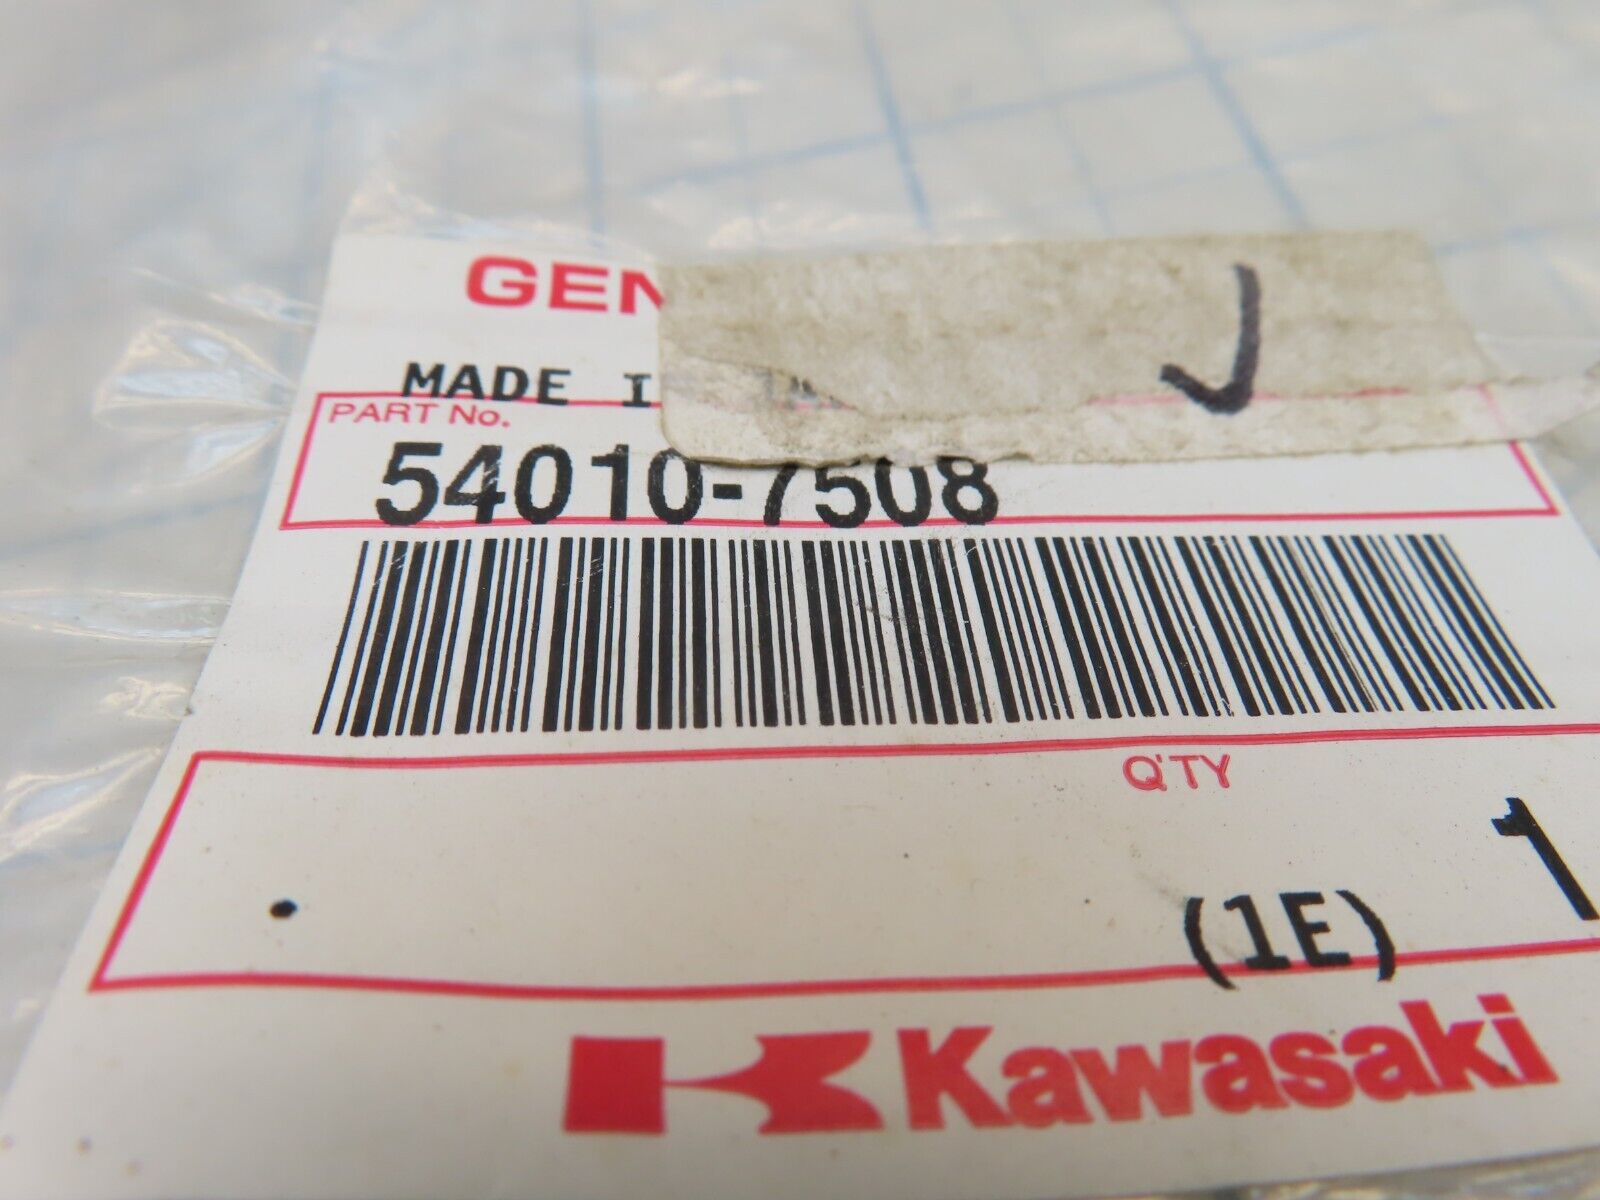 GEN
MADE I
PART No.
54010-7508
Q'TY
1
(1E)
Kawasaki